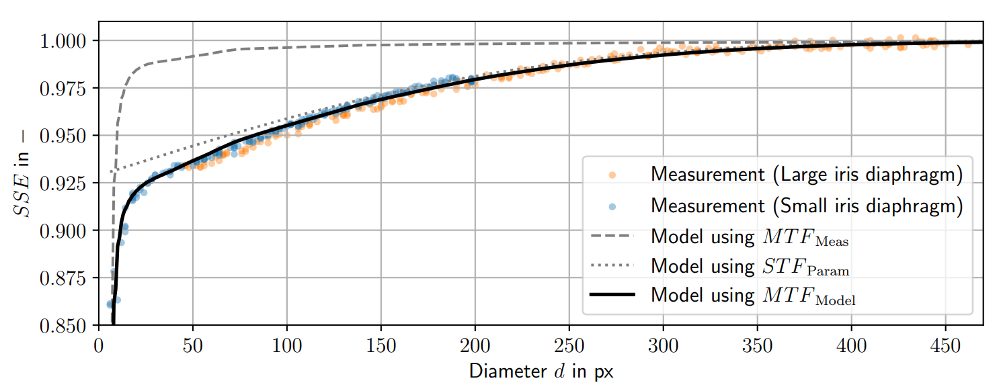 1.000
0.975
0.950
0.925
0.900
0.875
0.850
SSE in −
0 50 100 150 200 250 300 350 400 450
Diameter d in px
Measurement (Large iris diaphragm)
Measurement (Small iris diaphragm)
Model using MTF_Meas
Model using STF_Param
Model using MTF_Model